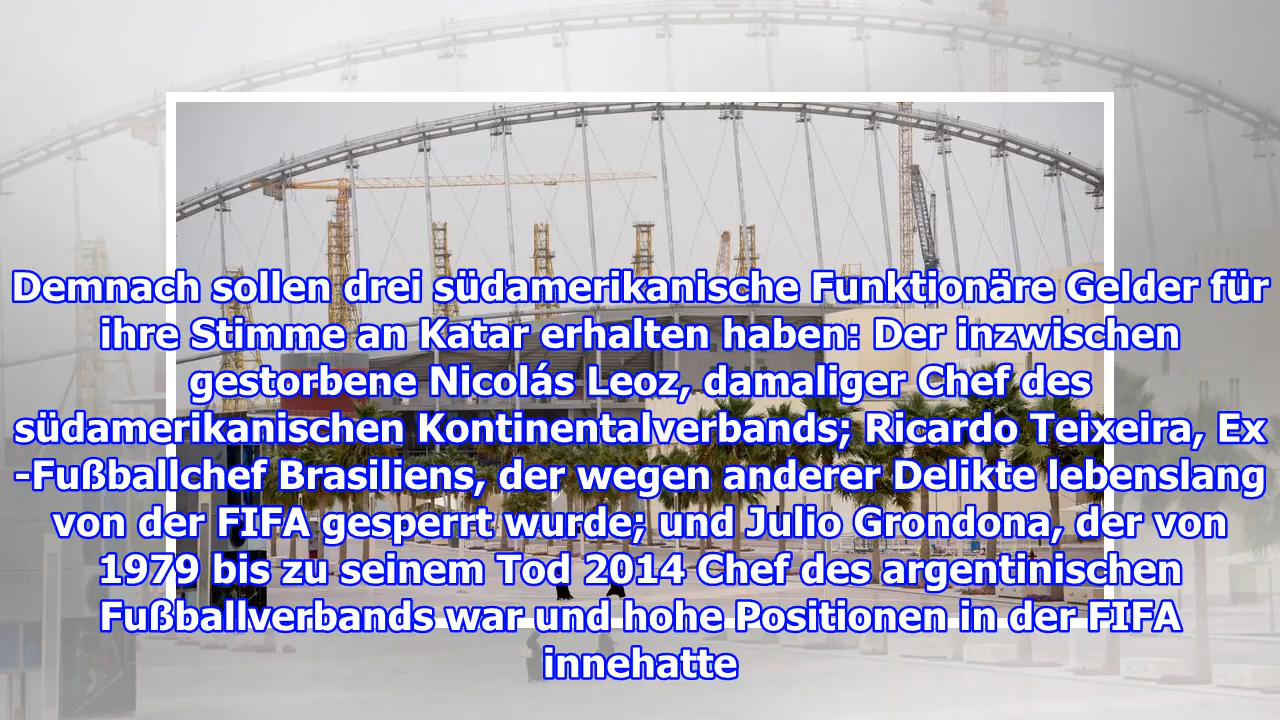 Demnach sollen drei südamerikanische Funktionäre Gelder für
ihre Stimme an Katar erhalten haben: Der inzwischen
gestorbene Nicolás Leoz, damaliger Chef des
südamerikanischen Kontinentalverbands; Ricardo Teixeira, Ex
-Fußballchef Brasiliens, der wegen anderer Delikte lebenslang
von der FIFA gesperrt wurde; und Julio Grondona, der von
1979 bis zu seinem Tod 2014 Chef des argentinischen
Fußballverbands war und hohe Positionen in der FIFA
innehatte